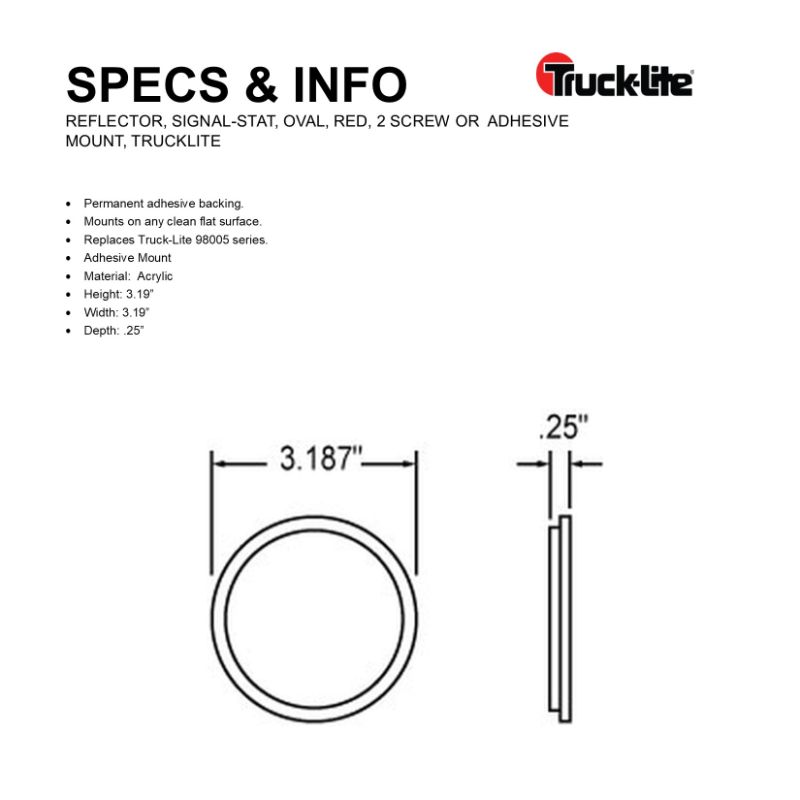 SPECS & INFO
Truck-Lite®
REFLECTOR, SIGNAL-STAT, OVAL, RED, 2 SCREW OR ADHESIVE
MOUNT, TRUCKLITE
• Permanent adhesive backing.
• Mounts on any clean flat surface.
• Replaces Truck-Lite 98005 series.
• Adhesive Mount
• Material: Acrylic
• Height: 3.19”
• Width: 3.19”
• Depth: .25”
3.187"
.25"